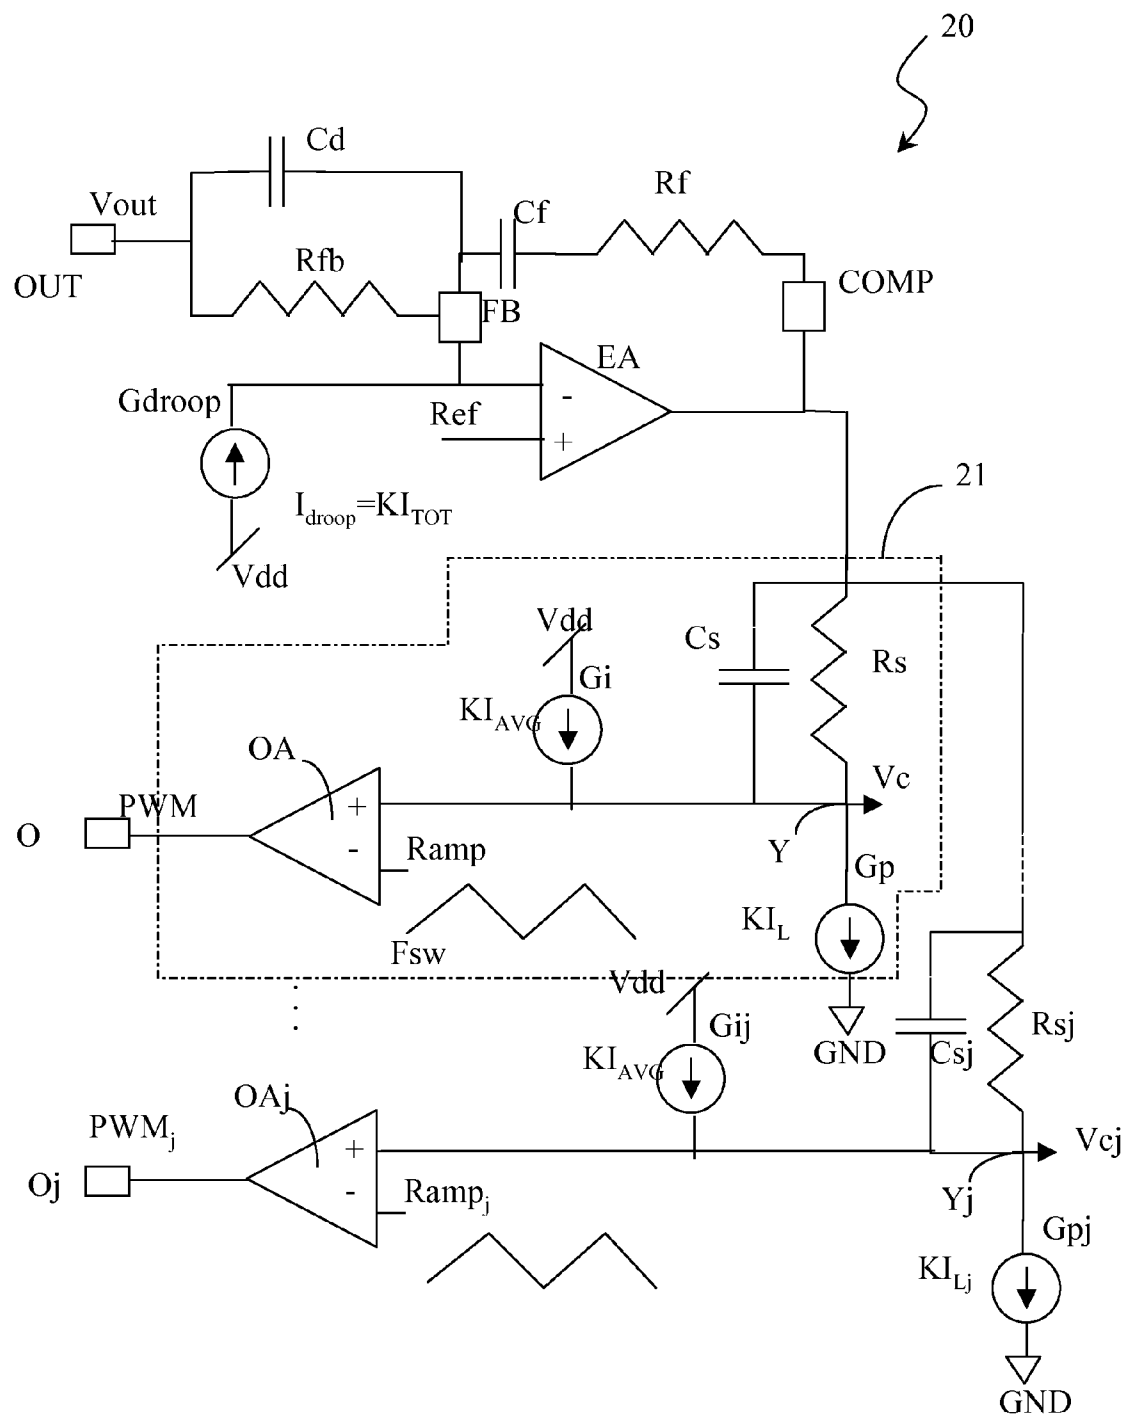 20
Cd
Vout
Cf
Rf
Rfb
OUT
COMP
FB
EA
Gdroop
Ref
-
+
21
Idroop=KITOT
Vdd
Vdd
Cs
Gi
Rs
KIAVG
OA
Vc
PWM
+
O
-
Ramp
Y
Gp
KIL
Fsw
Vdd
Gij
Rsj
GND
Csj
KIAVG
OAj
PWMj
+
Vcj
Oj
-
Rampj
Yj
Gpj
KILj
GND